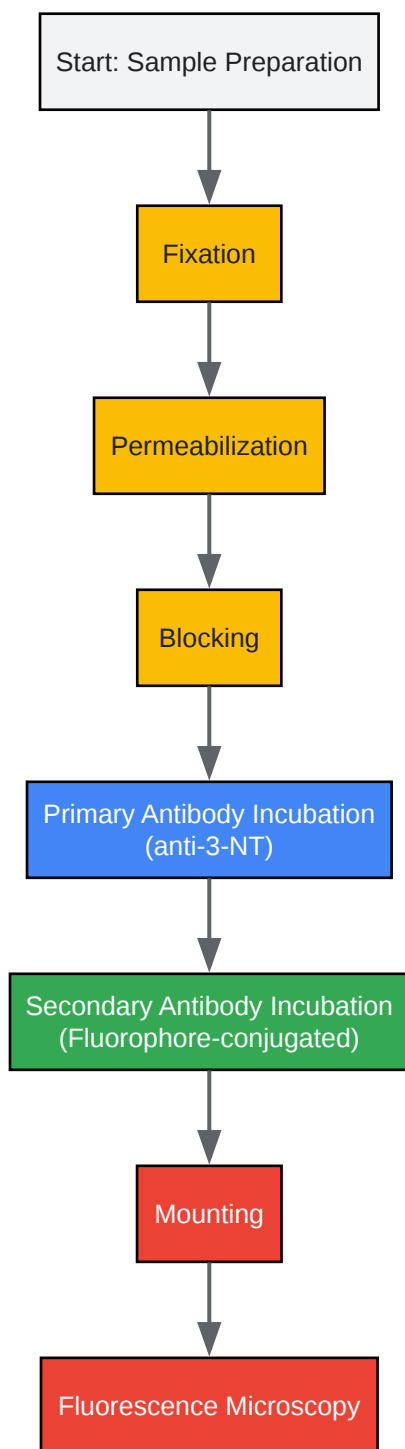 Start: Sample Preparation
Fixation
Permeabilization
Blocking
Primary Antibody Incubation
(anti-3-NT)
Secondary Antibody Incubation
(Fluorophore-conjugated)
Mounting
Fluorescence Microscopy